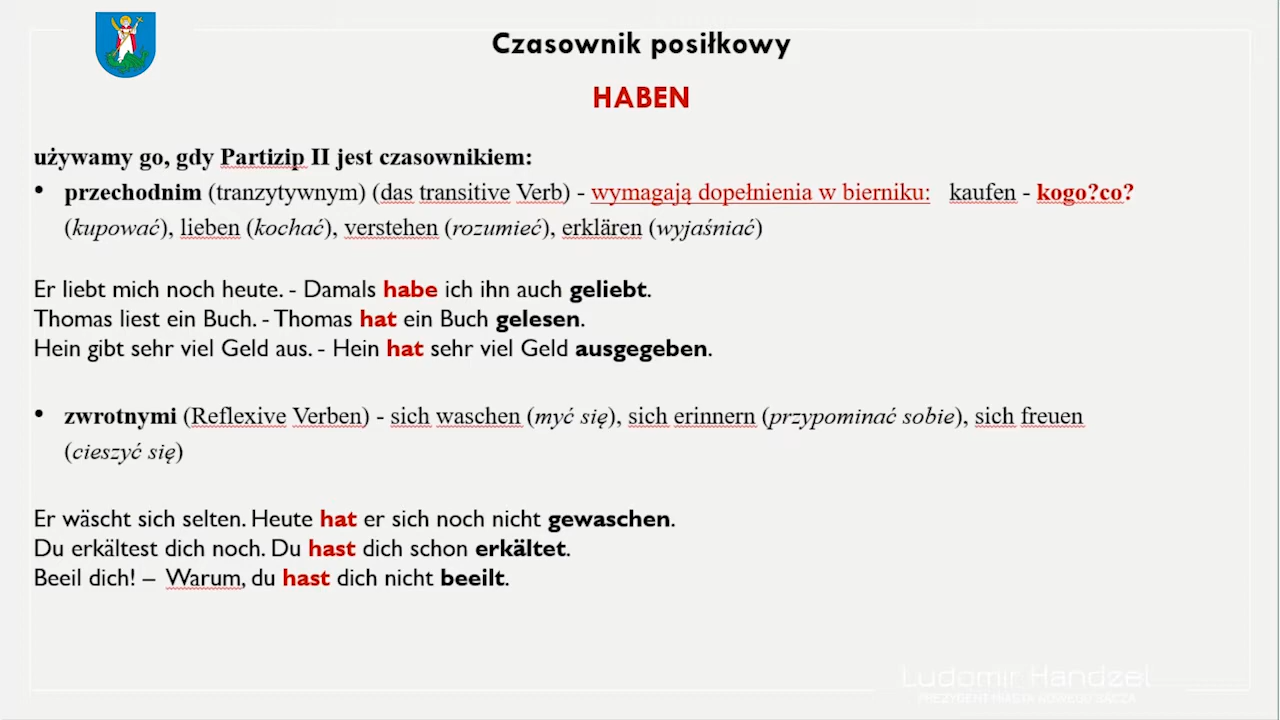 Czasownik posiłkowy
HABEN
używamy go, gdy Partizip II jest czasownikiem:
• przechodnim (tranzytywnym) (das transitive Verb) - wymagają dopełnienia w bierniku: kaufen - kogo?co?
(kupować), lieben (kochać), verstehen (rozumieć), erklären (wyjaśniać)
Er liebt mich noch heute. - Damals habe ich ihn auch geliebt.
Thomas liest ein Buch. - Thomas hat ein Buch gelesen.
Hein gibt sehr viel Geld aus. - Hein hat sehr viel Geld ausgegeben.
• zwrotnymi (Reflexive Verben) - sich waschen (myć się), sich erinnern (przypominać sobie), sich freuen
(cieszyć się)
Er wäscht sich selten. Heute hat er sich noch nicht gewaschen.
Du erkältest dich noch. Du hast dich schon erkältet.
Beeil dich! – Warum, du hast dich nicht beeilt.
Ludomir Handzel
PREZYDENT MIASTA NOWEGO SĄCZA